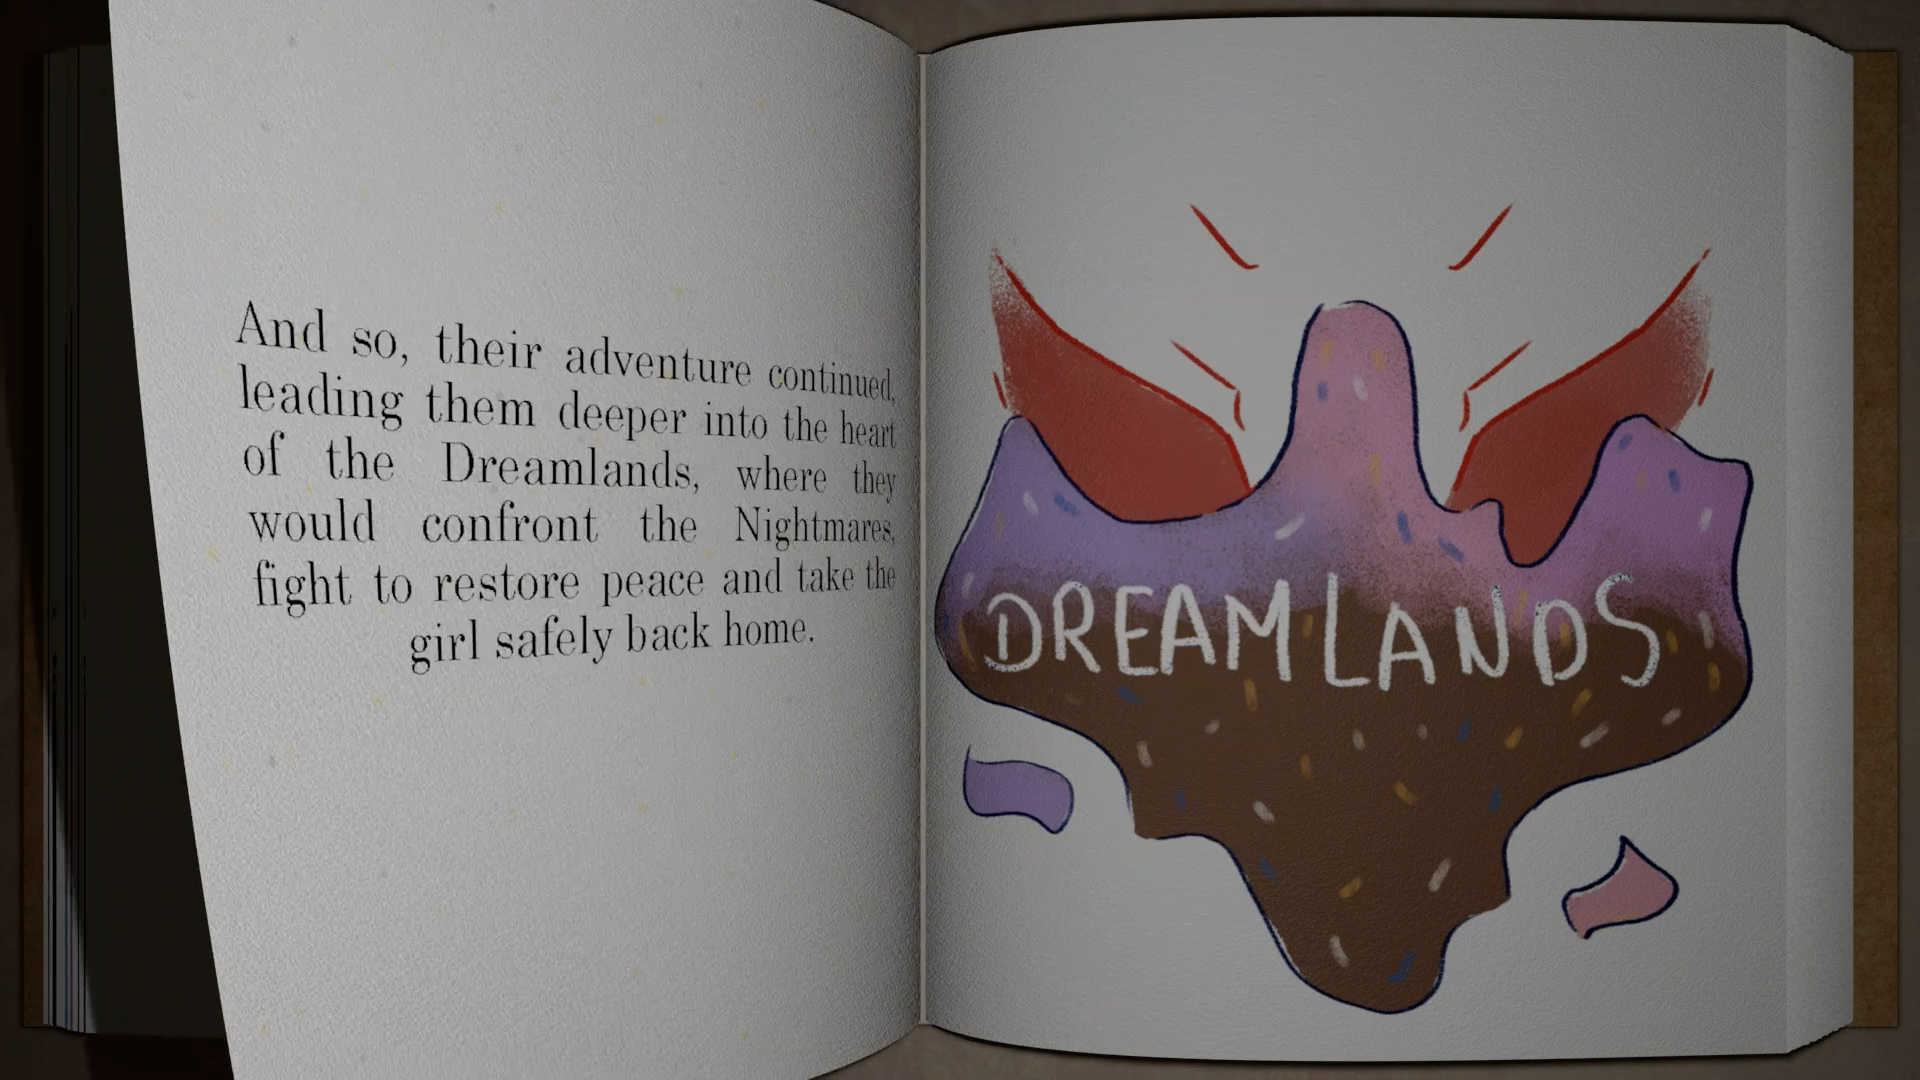 And so, their adventure continued,
leading them deeper into the heart
of the Dreamlands, where they
would confront the Nightmares,
fight to restore peace and take the
girl safely back home.
DREAMLANDS